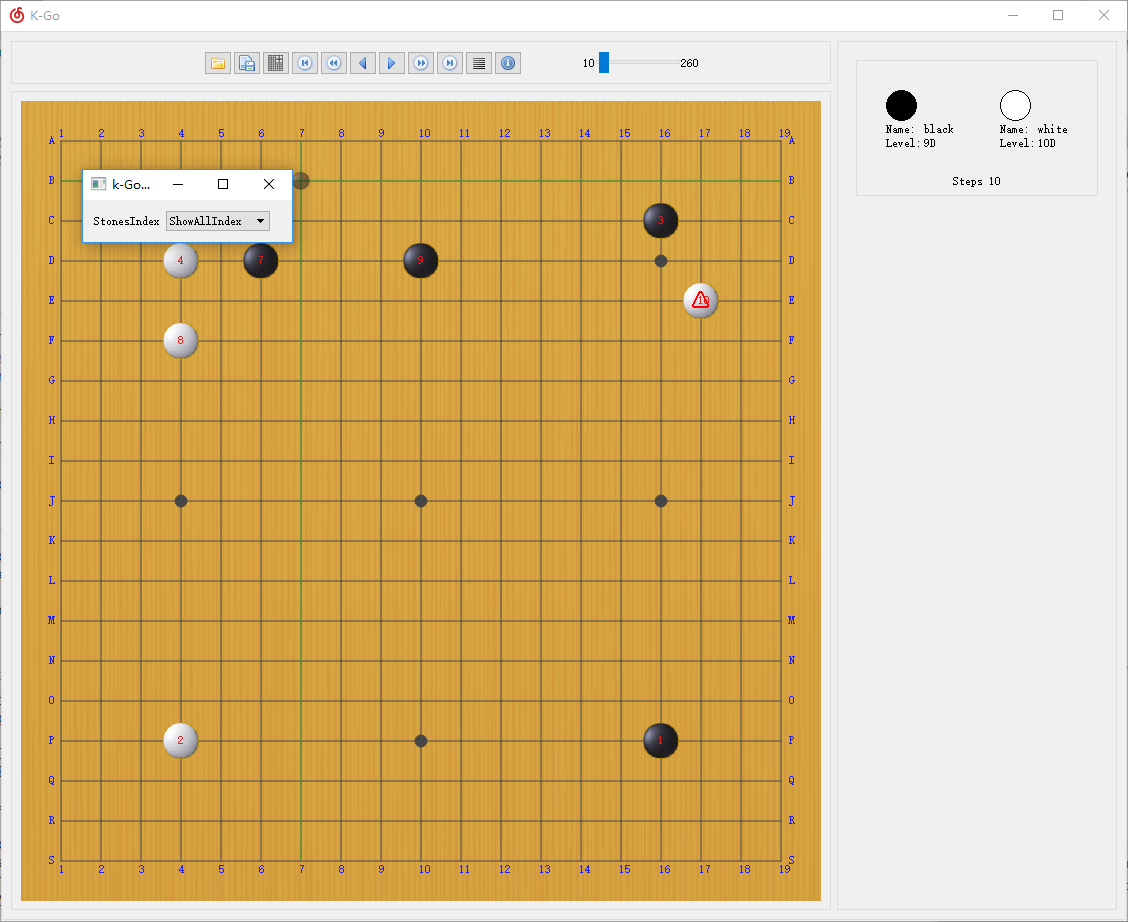 K-Go
10 260
1 2 3 4 5 6 7 8 9 10 11 12 13 14 15 16 17 18 19
A A
B B
k-Go...
StonesIndex ShowAllIndex
C 3 C
D 4 7 9 D
E 10 E
F 8 F
G G
H H
I I
J J
K K
L L
M M
N N
O O
P 2 1 P
Q Q
R R
S S
1 2 3 4 5 6 7 8 9 10 11 12 13 14 15 16 17 18 19
Name: black
Level:9D
Name: white
Level:10D
Steps 10